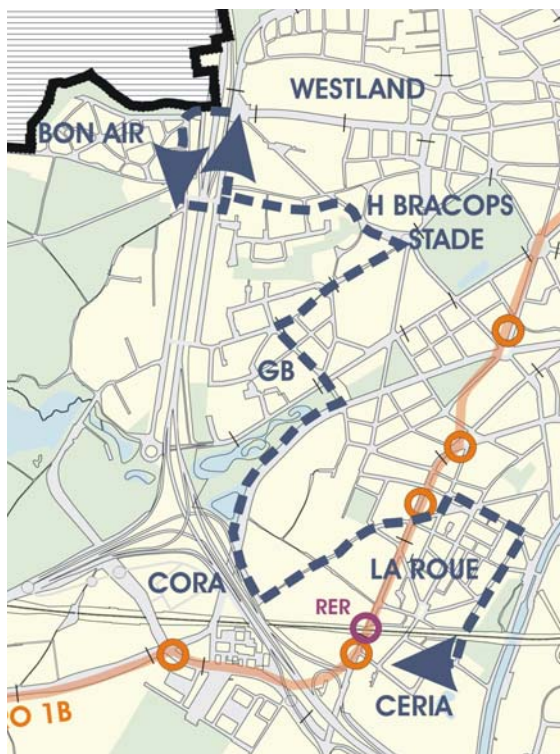 WESTLAND
BON AIR
H BRACOPS
STADE
GB
CORA
LA ROUE
RER
CERIA
O 1B